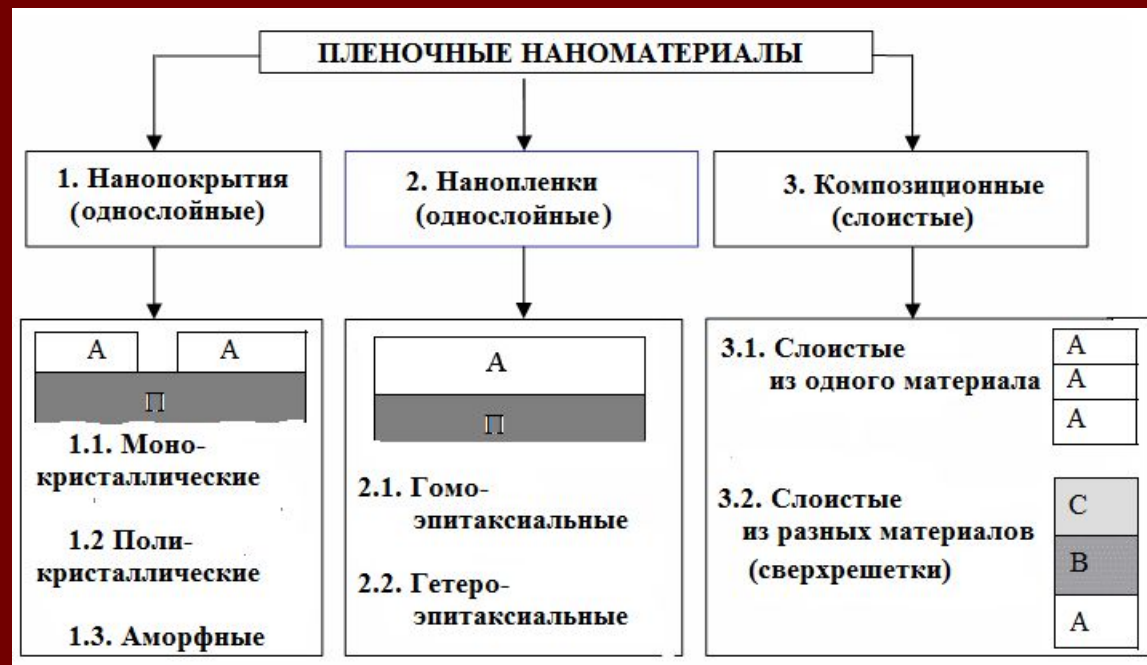 ПЛЕНОЧНЫЕ НАНОМАТЕРИАЛЫ
1. Нанопокрытия
(однослойные)
2. Нанопленки
(однослойные)
3. Композиционные
(слоистые)
А
А
П
1.1. Моно-
кристаллические
1.2 Поли-
кристаллические
1.3. Аморфные
А
П
2.1. Гомо-
эпитаксиальные
2.2. Гетеро-
эпитаксиальные
3.1. Слоистые
из одного материала
А
А
А
3.2. Слоистые
из разных материалов
(сверхрешетки)
С
В
А